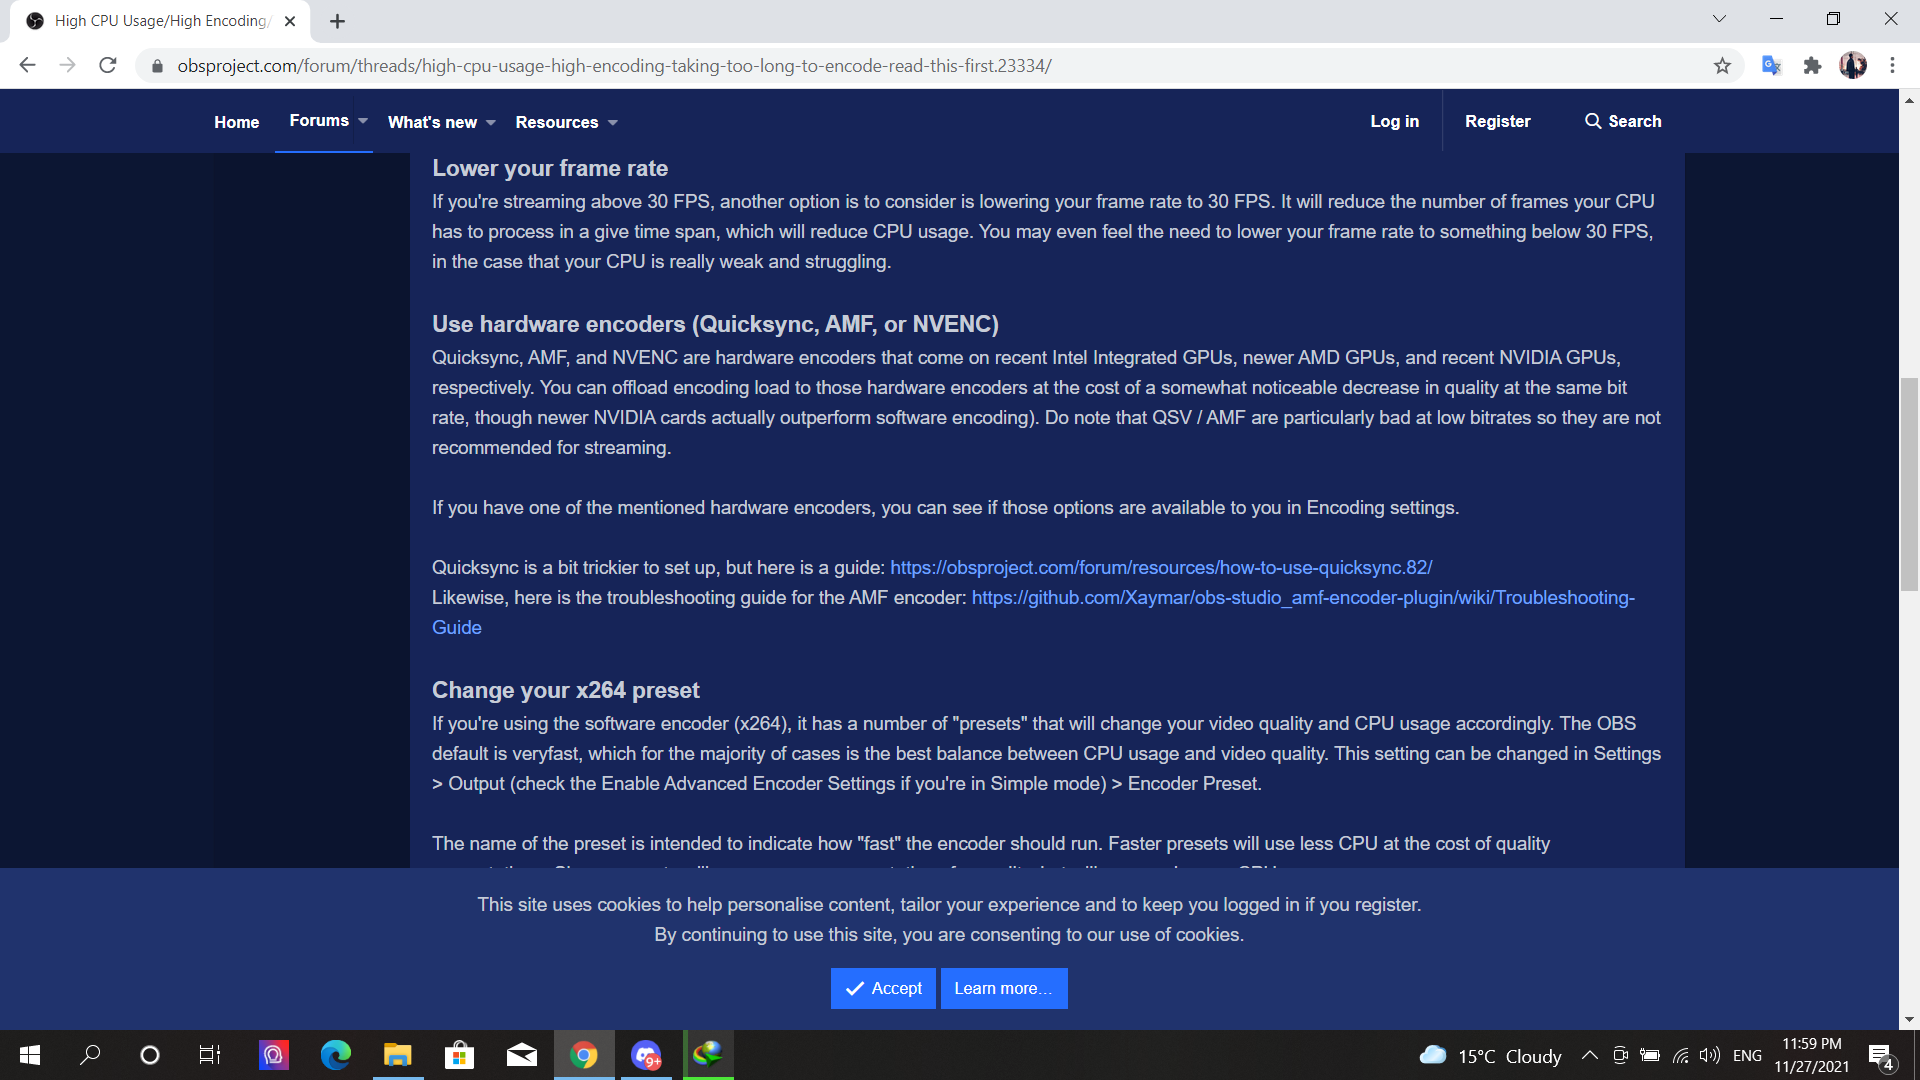 High CPU Usage/High Encoding/
obsproject.com/forum/threads/high-cpu-usage-high-encoding-taking-too-long-to-encode-read-this-first.23334/
Home Forums What's new Resources Log in Register Search
Lower your frame rate
If you're streaming above 30 FPS, another option is to consider is lowering your frame rate to 30 FPS. It will reduce the number of frames your CPU
has to process in a give time span, which will reduce CPU usage. You may even feel the need to lower your frame rate to something below 30 FPS,
in the case that your CPU is really weak and struggling.
Use hardware encoders (Quicksync, AMF, or NVENC)
Quicksync, AMF, and NVENC are hardware encoders that come on recent Intel Integrated GPUs, newer AMD GPUs, and recent NVIDIA GPUs,
respectively. You can offload encoding load to those hardware encoders at the cost of a somewhat noticeable decrease in quality at the same bit
rate, though newer NVIDIA cards actually outperform software encoding). Do note that QSV / AMF are particularly bad at low bitrates so they are not
recommended for streaming.
If you have one of the mentioned hardware encoders, you can see if those options are available to you in Encoding settings.
Quicksync is a bit trickier to set up, but here is a guide: https://obsproject.com/forum/resources/how-to-use-quicksync.82/
Likewise, here is the troubleshooting guide for the AMF encoder: https://github.com/Xaymar/obs-studio_amf-encoder-plugin/wiki/Troubleshooting-
Guide
Change your x264 preset
If you're using the software encoder (x264), it has a number of "presets" that will change your video quality and CPU usage accordingly. The OBS
default is veryfast, which for the majority of cases is the best balance between CPU usage and video quality. This setting can be changed in Settings
> Output (check the Enable Advanced Encoder Settings if you're in Simple mode) > Encoder Preset.
The name of the preset is intended to indicate how "fast" the encoder should run. Faster presets will use less CPU at the cost of quality
This site uses cookies to help personalise content, tailor your experience and to keep you logged in if you register.
By continuing to use this site, you are consenting to our use of cookies.
Accept Learn more…
9+
15°C Cloudy
ENG
11:59 PM
11/27/2021
4